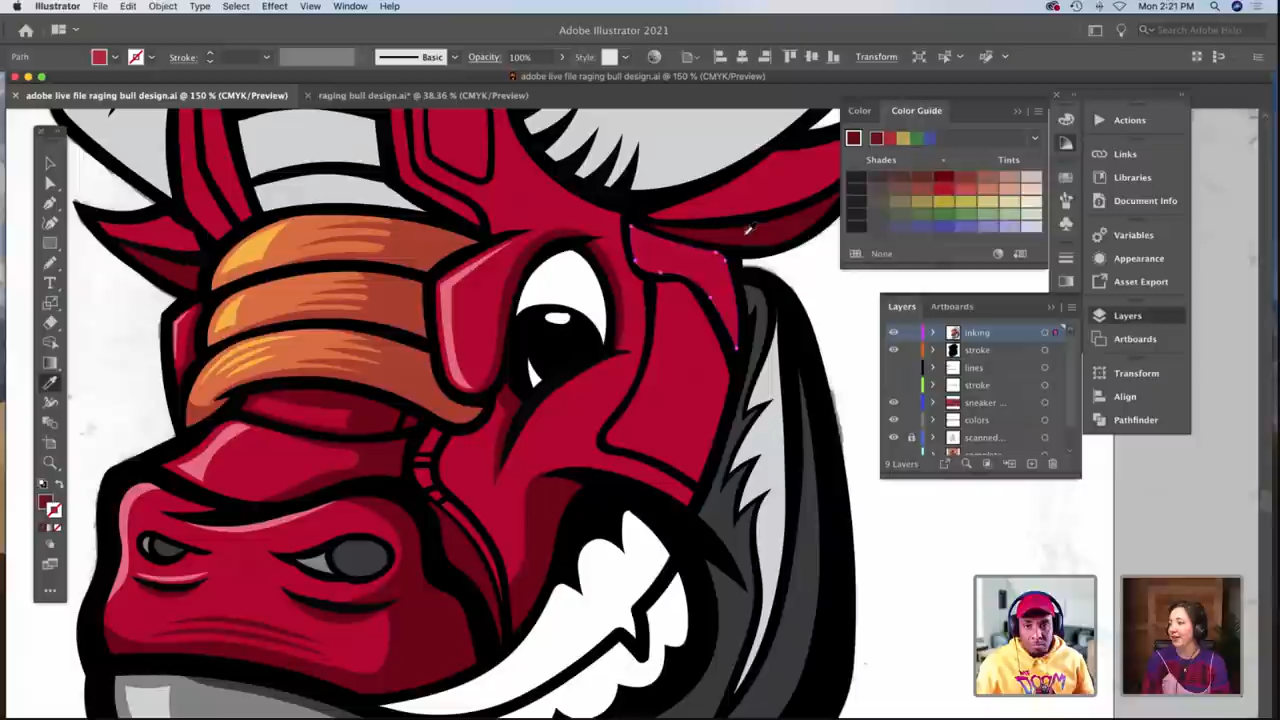 Illustrator File Edit Object Type Select Effect View Window Help Mon 2:21 PM
Adobe Illustrator 2021 Search Adobe Help
Path Stroke: Basic Opacity: 100% Style: Transform
adobe live file raging bull design.ai @ 150 % (CMYK/Preview)
× adobe live file raging bull design.ai @ 150 % (CMYK/Preview) × raging bull design.ai* @ 38.36 % (CMYK/Preview)
Color Color Guide
Shades Tints
None
Actions
Links
Libraries
Document Info
Variables
Appearance
Asset Export
Layers
Artboards
Transform
Align
Pathfinder
Layers Artboards
inking
stroke
lines
stroke
sneaker ...
colors
scanned...
9 Layers
DOOM